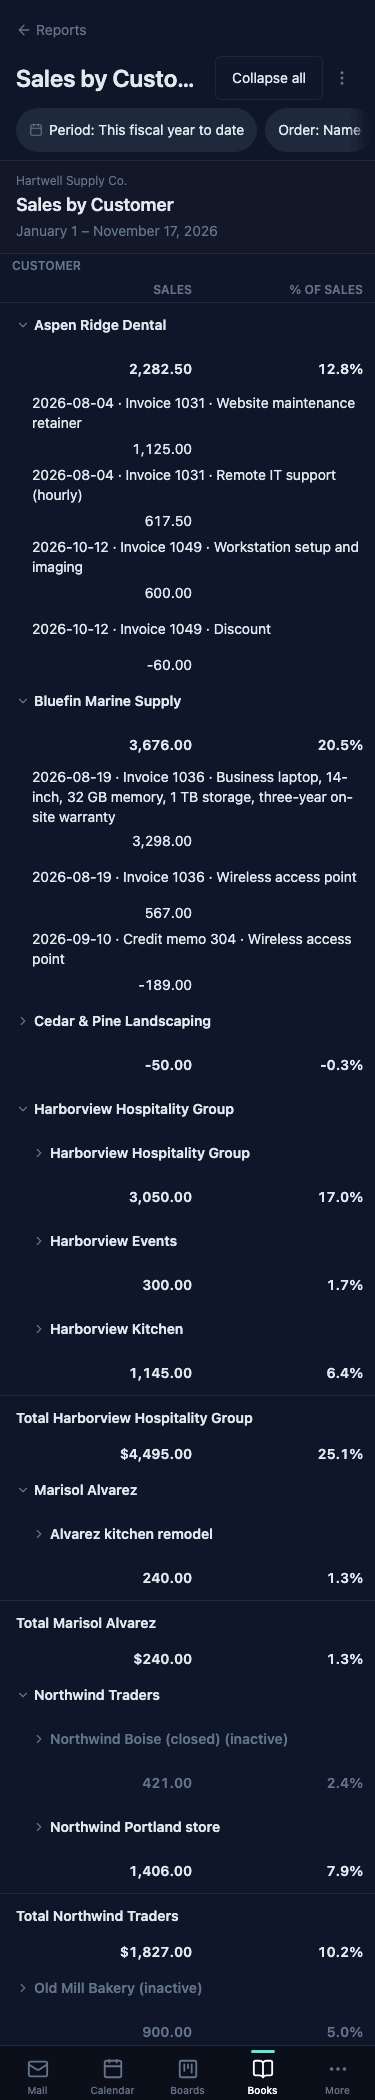 Reports
Sales by Custo...
Collapse all
Period: This fiscal year to date
Order: Name
Hartwell Supply Co.
Sales by Customer
January 1 – November 17, 2026
CUSTOMER
SALES % OF SALES
Aspen Ridge Dental
2,282.50 12.8%
2026-08-04 · Invoice 1031 · Website maintenance
retainer
1,125.00
2026-08-04 · Invoice 1031 · Remote IT support
(hourly)
617.50
2026-10-12 · Invoice 1049 · Workstation setup and
imaging
600.00
2026-10-12 · Invoice 1049 · Discount
-60.00
Bluefin Marine Supply
3,676.00 20.5%
2026-08-19 · Invoice 1036 · Business laptop, 14-
inch, 32 GB memory, 1 TB storage, three-year on-
site warranty
3,298.00
2026-08-19 · Invoice 1036 · Wireless access point
567.00
2026-09-10 · Credit memo 304 · Wireless access
point
-189.00
Cedar & Pine Landscaping
-50.00 -0.3%
Harborview Hospitality Group
Harborview Hospitality Group
3,050.00 17.0%
Harborview Events
300.00 1.7%
Harborview Kitchen
1,145.00 6.4%
Total Harborview Hospitality Group
$4,495.00 25.1%
Marisol Alvarez
Alvarez kitchen remodel
240.00 1.3%
Total Marisol Alvarez
$240.00 1.3%
Northwind Traders
Northwind Boise (closed) (inactive)
421.00 2.4%
Northwind Portland store
1,406.00 7.9%
Total Northwind Traders
$1,827.00 10.2%
Old Mill Bakery (inactive)
900.00 5.0%
Mail Calendar Boards Books More